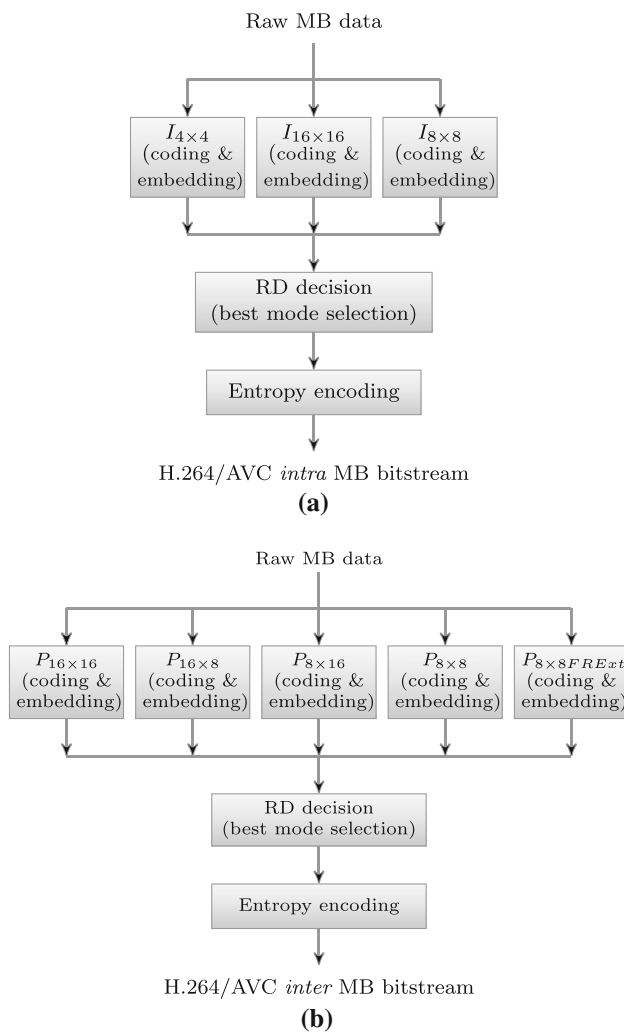 Raw MB data
I4×4 I16×16 I8×8
(coding & (coding & (coding &
embedding) embedding) embedding)
RD decision
(best mode selection)
Entropy encoding
H.264/AVC intra MB bitstream
(a)
Raw MB data
P16×16 P16×8 P8×16 P8×8 P8×8FRExt
(coding & (coding & (coding & (coding & (coding &
embedding) embedding) embedding) embedding) embedding)
RD decision
(best mode selection)
Entropy encoding
H.264/AVC inter MB bitstream
(b)